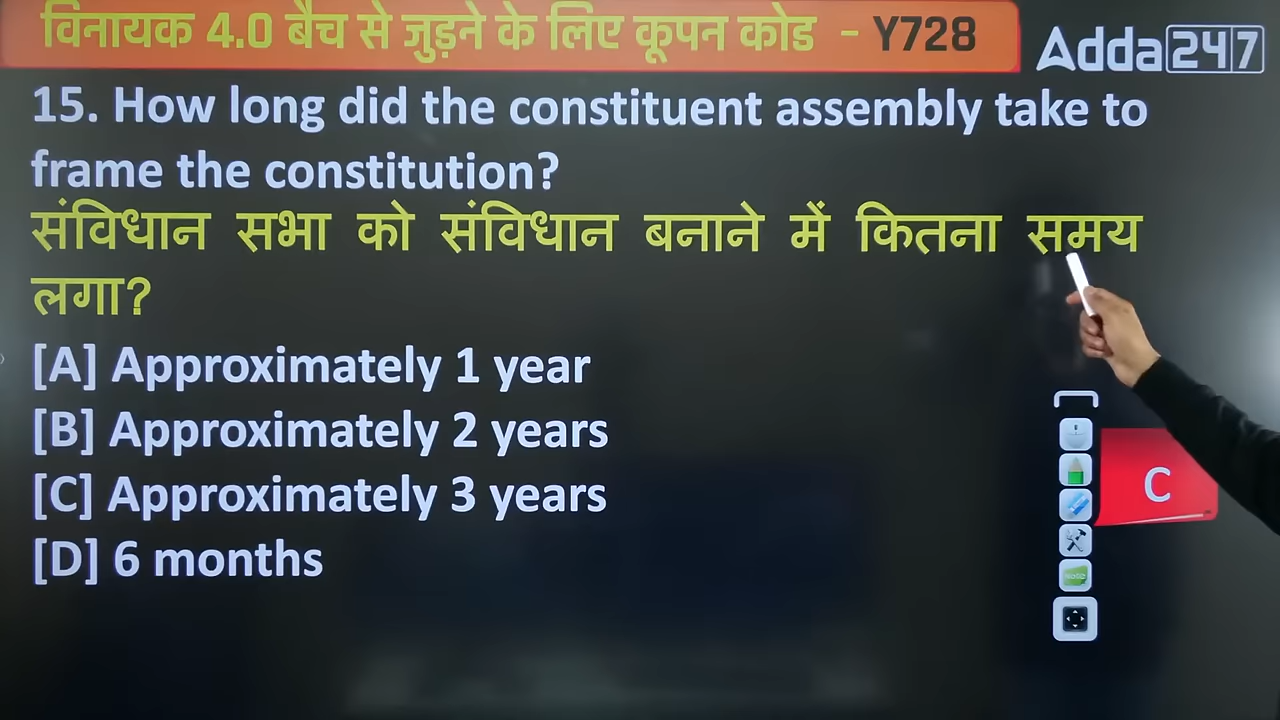 विनायक 4.0 बैच से जुड़ने के लिए कूपन कोड - Y728
Adda247
15. How long did the constituent assembly take to
frame the constitution?
संविधान सभा को संविधान बनाने में कितना समय
लगा?
[A] Approximately 1 year
[B] Approximately 2 years
[C] Approximately 3 years
[D] 6 months
C